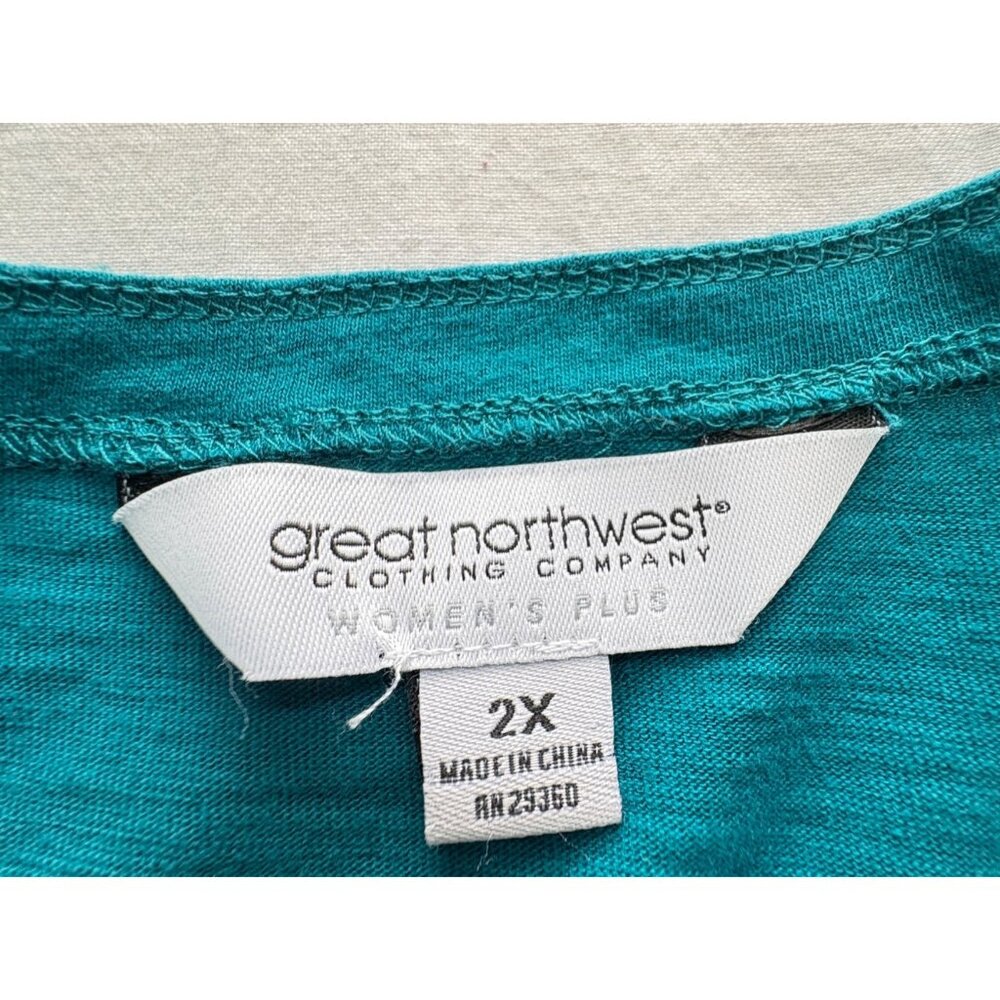 great northwest®
CLOTHING COMPANY
WOMEN'S PLUS
2X
MADE IN CHINA
RN 29360